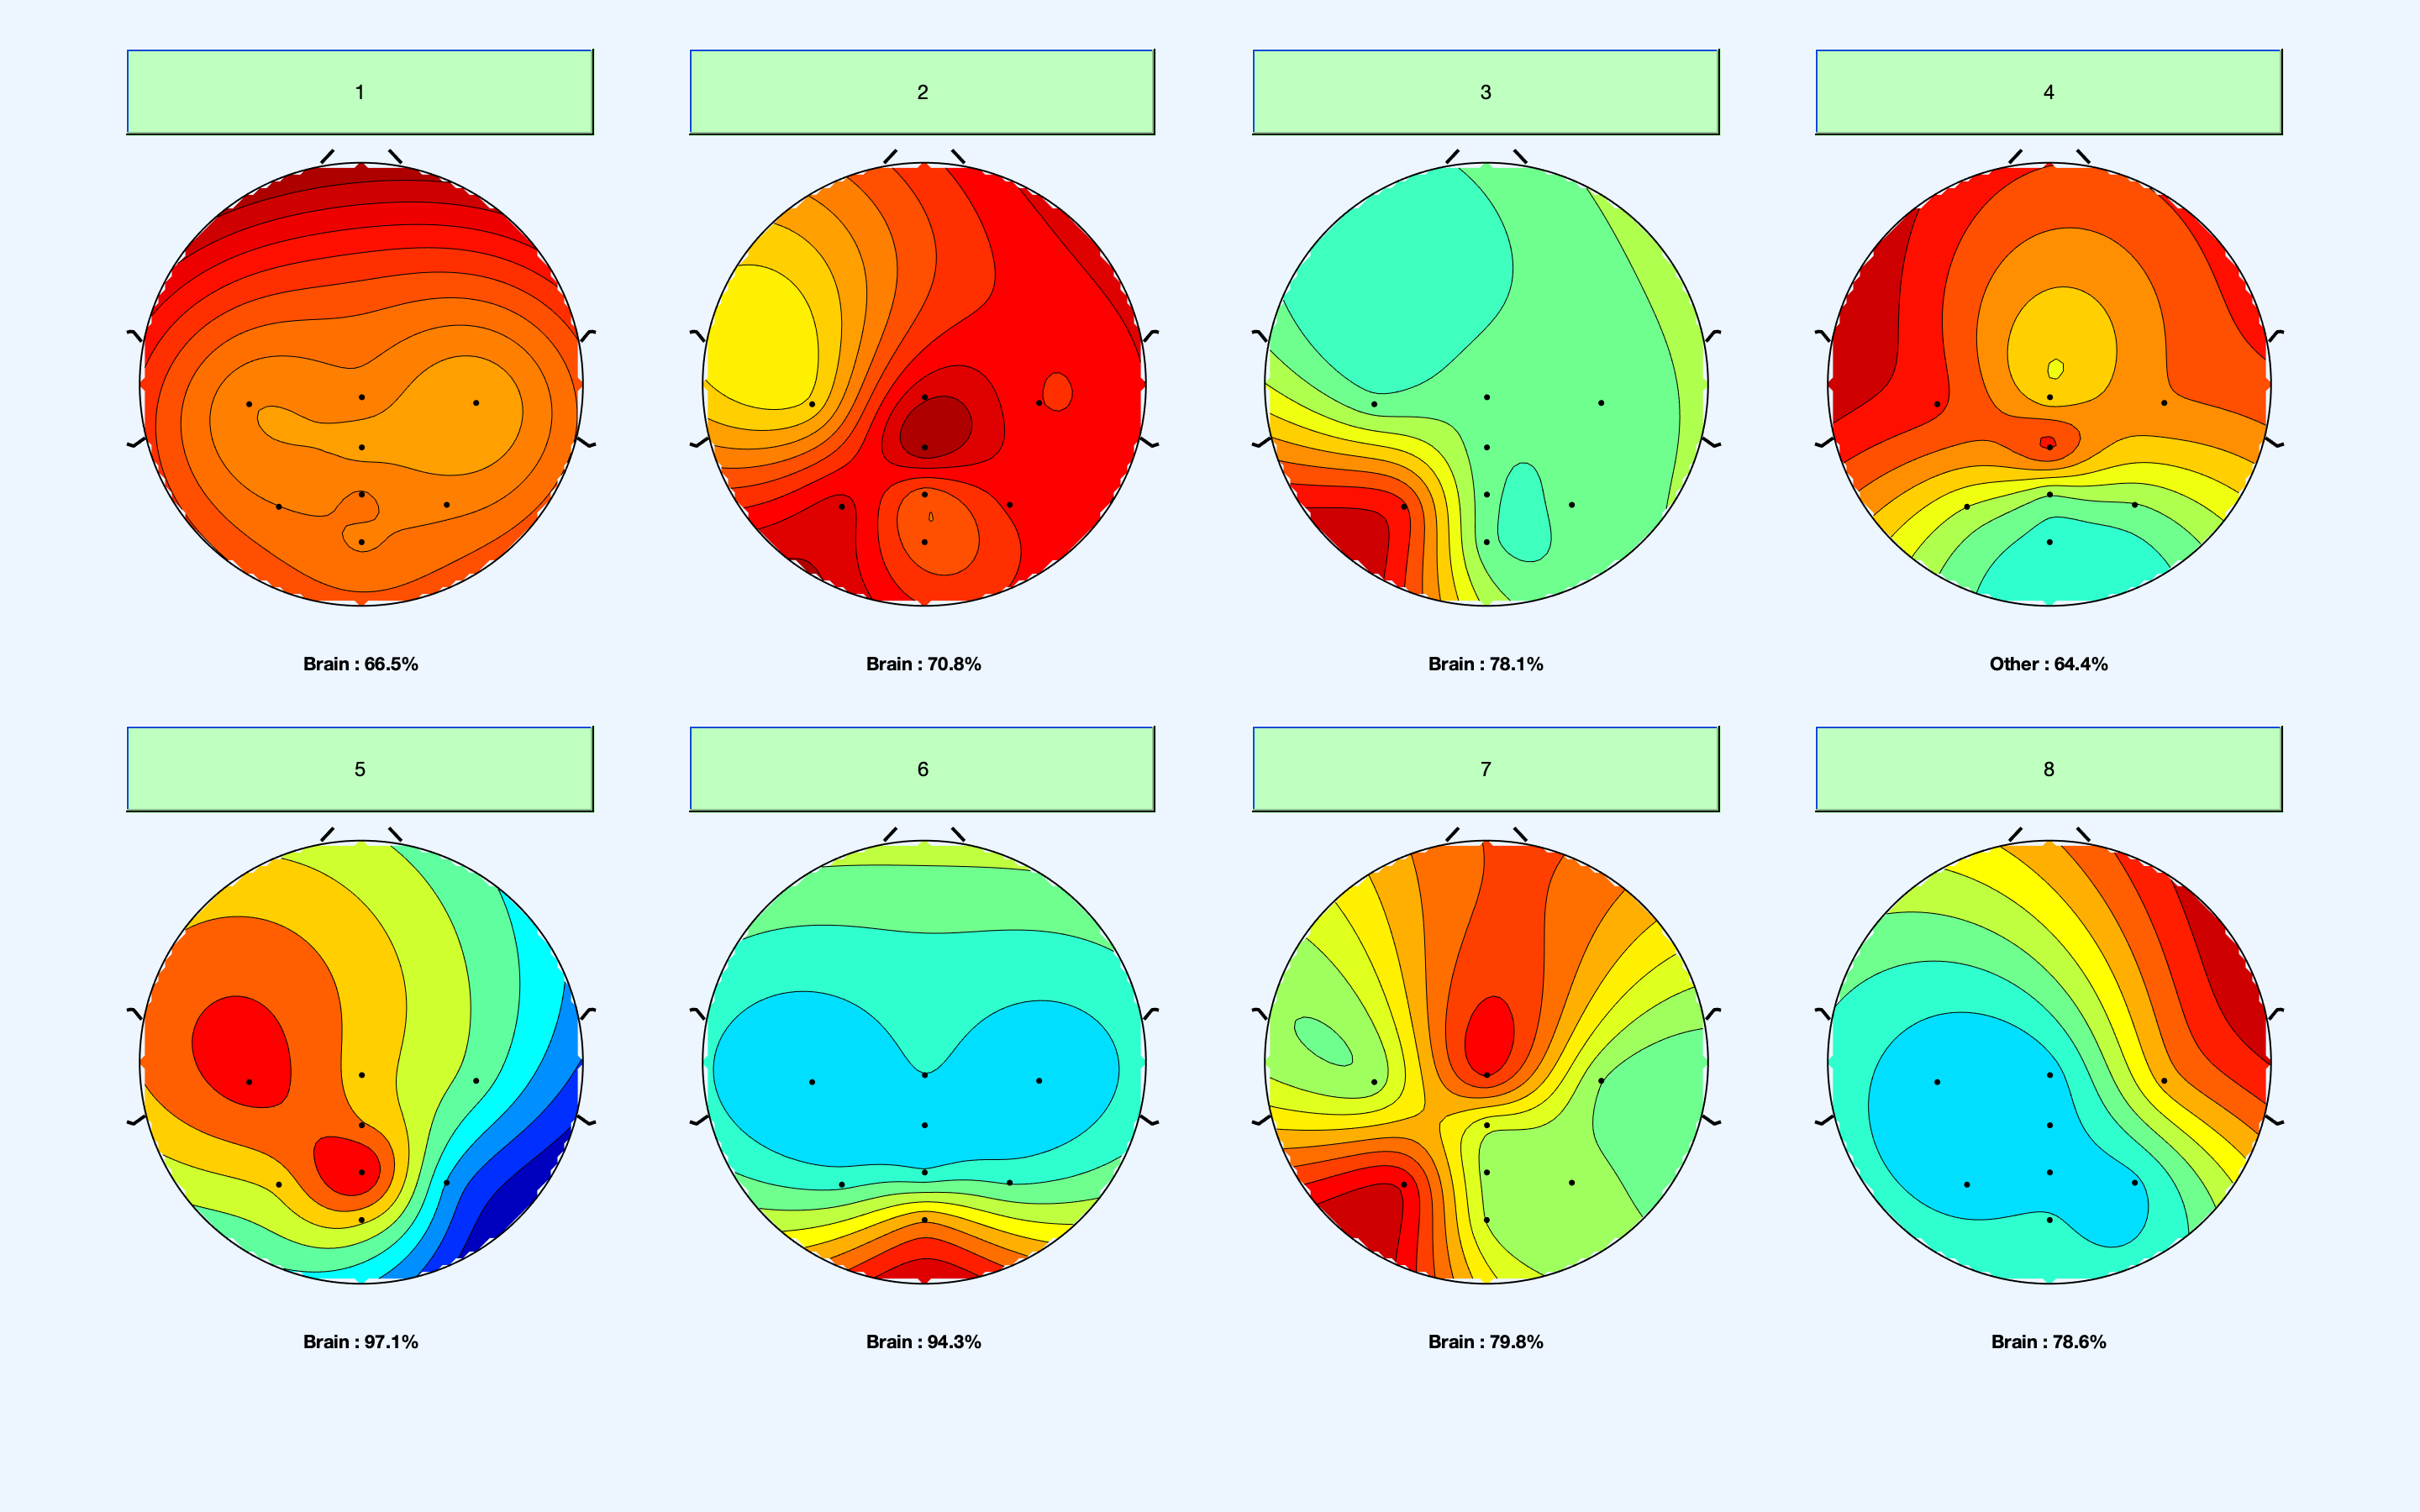 1
2
3
4
Brain : 66.5%
Brain : 70.8%
Brain : 78.1%
Other : 64.4%
5
6
7
8
Brain : 97.1%
Brain : 94.3%
Brain : 79.8%
Brain : 78.6%